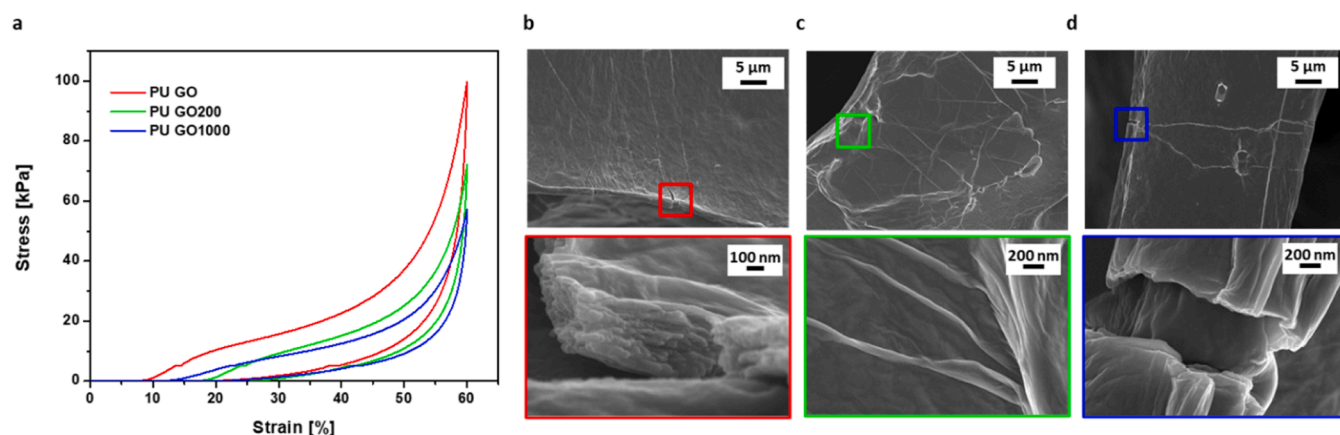 a
b
c
d
PU GO
PU GO200
PU GO1000
Stress [kPa]
100
80
60
40
20
0
0 10 20 30 40 50 60
Strain [%]
5 µm
5 µm
5 µm
100 nm
200 nm
200 nm